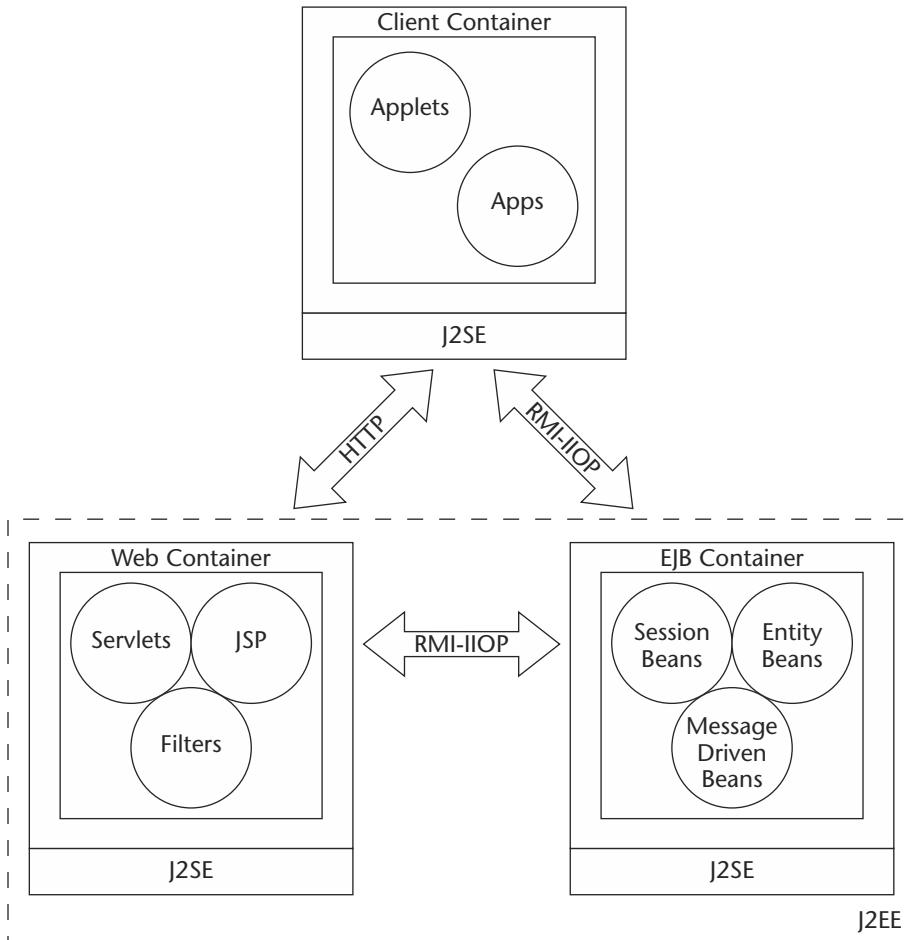 Client Container
Applets
Apps
J2SE
HTTP
RMI-IIOP
Web Container
Servlets
JSP
Filters
J2SE
RMI-IIOP
EJB Container
Session
Beans
Entity
Beans
Message
Driven
Beans
J2SE
J2EE